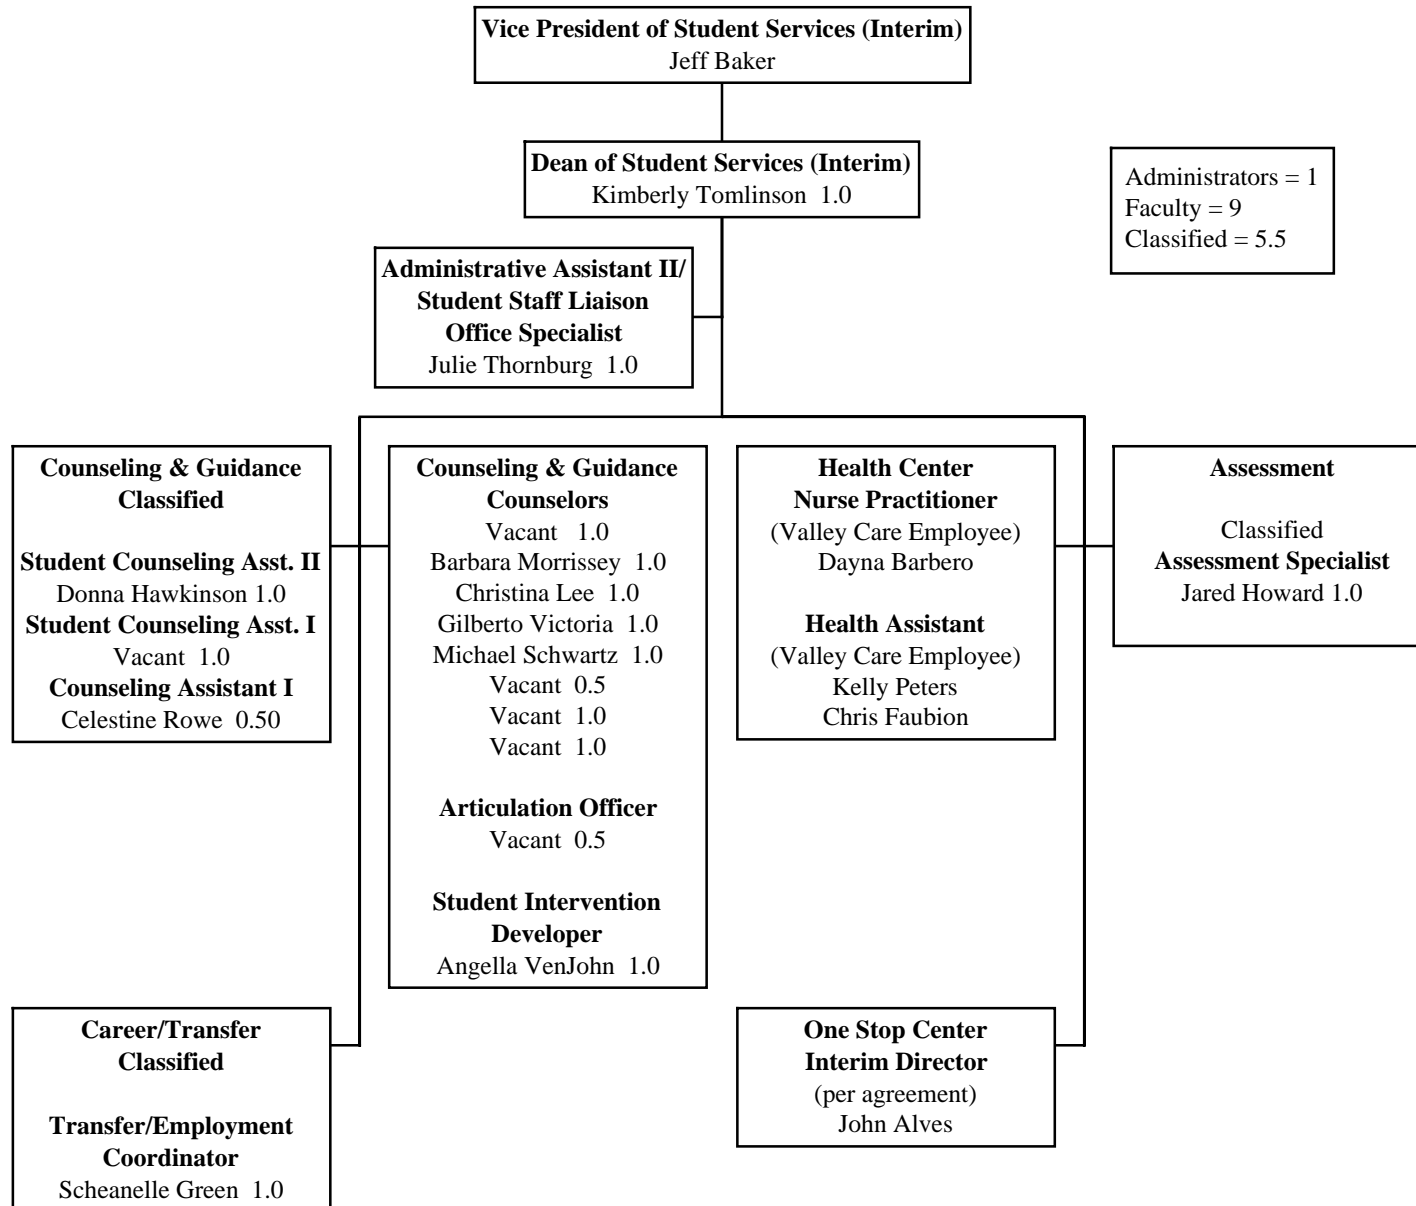 Vice President of Student Services (Interim)
Jeff Baker
Dean of Student Services (Interim)
Kimberly Tomlinson 1.0
Administrators = 1
Faculty = 9
Classified = 5.5
Administrative Assistant II/
Student Staff Liaison
Office Specialist
Julie Thornburg 1.0
Counseling & Guidance
Classified
Student Counseling Asst. II
Donna Hawkinson 1.0
Student Counseling Asst. I
Vacant 1.0
Counseling Assistant I
Celestine Rowe 0.50
Counseling & Guidance
Counselors
Vacant 1.0
Barbara Morrissey 1.0
Christina Lee 1.0
Gilberto Victoria 1.0
Michael Schwartz 1.0
Vacant 0.5
Vacant 1.0
Vacant 1.0
Articulation Officer
Vacant 0.5
Student Intervention
Developer
Angella VenJohn 1.0
Health Center
Nurse Practitioner
(Valley Care Employee)
Dayna Barbero
Health Assistant
(Valley Care Employee)
Kelly Peters
Chris Faubion
Assessment
Classified
Assessment Specialist
Jared Howard 1.0
Career/Transfer
Classified
Transfer/Employment
Coordinator
Scheanelle Green 1.0
One Stop Center
Interim Director
(per agreement)
John Alves